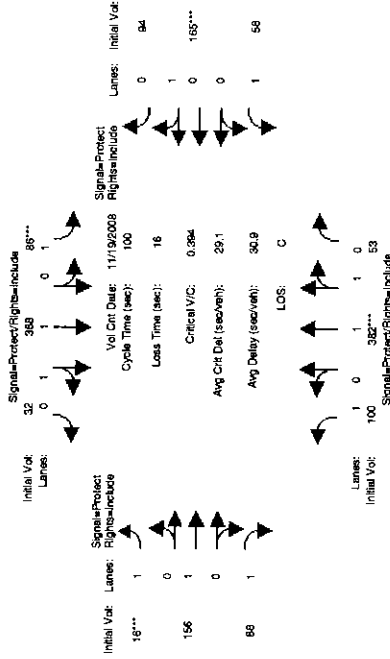 Signal=Protect/Rights=Include
Initial Vol: 32 368 86***
Lanes: 0 1 1 0 1
Signal=Protect
Rights=Include
Signal=Protect
Rights=Include
Vol Cnt Date: 11/19/2008
Cycle Time (sec): 100
Loss Time (sec): 16
Critical V/C: 0.394
Avg Crit Del (sec/veh): 29.1
Avg Delay (sec/veh): 30.9
LOS: C
Initial Vol: Lanes:
16*** 1
0
156 1
0
88 1
Lanes: Initial Vol:
0 94
1
0 165***
0
1 58
Lanes: 1 0 1 1 0
Initial Vol: 100 382*** 53
Signal=Protect/Rights=Include